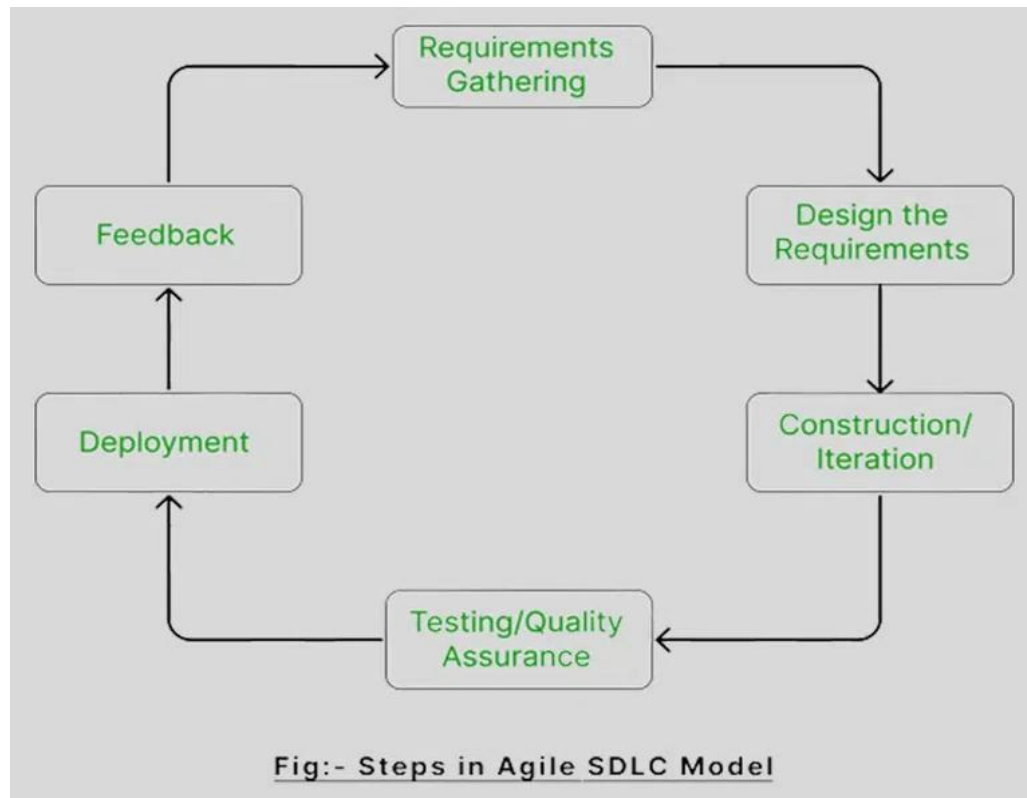 Requirements
Gathering
Design the
Requirements
Construction/
Iteration
Testing/Quality
Assurance
Deployment
Feedback
Fig:- Steps in Agile SDLC Model